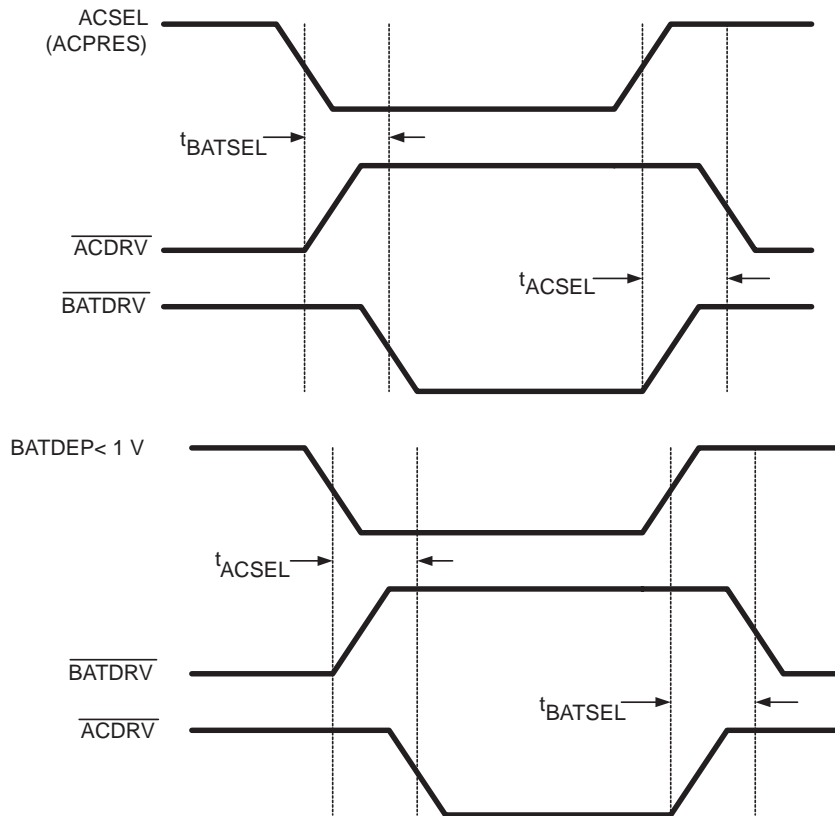 ACSEL
(ACPRES)
tBATSEL
ACDRV
tACSEL
BATDRV
BATDEP< 1 V
tACSEL
BATDRV
tBATSEL
ACDRV